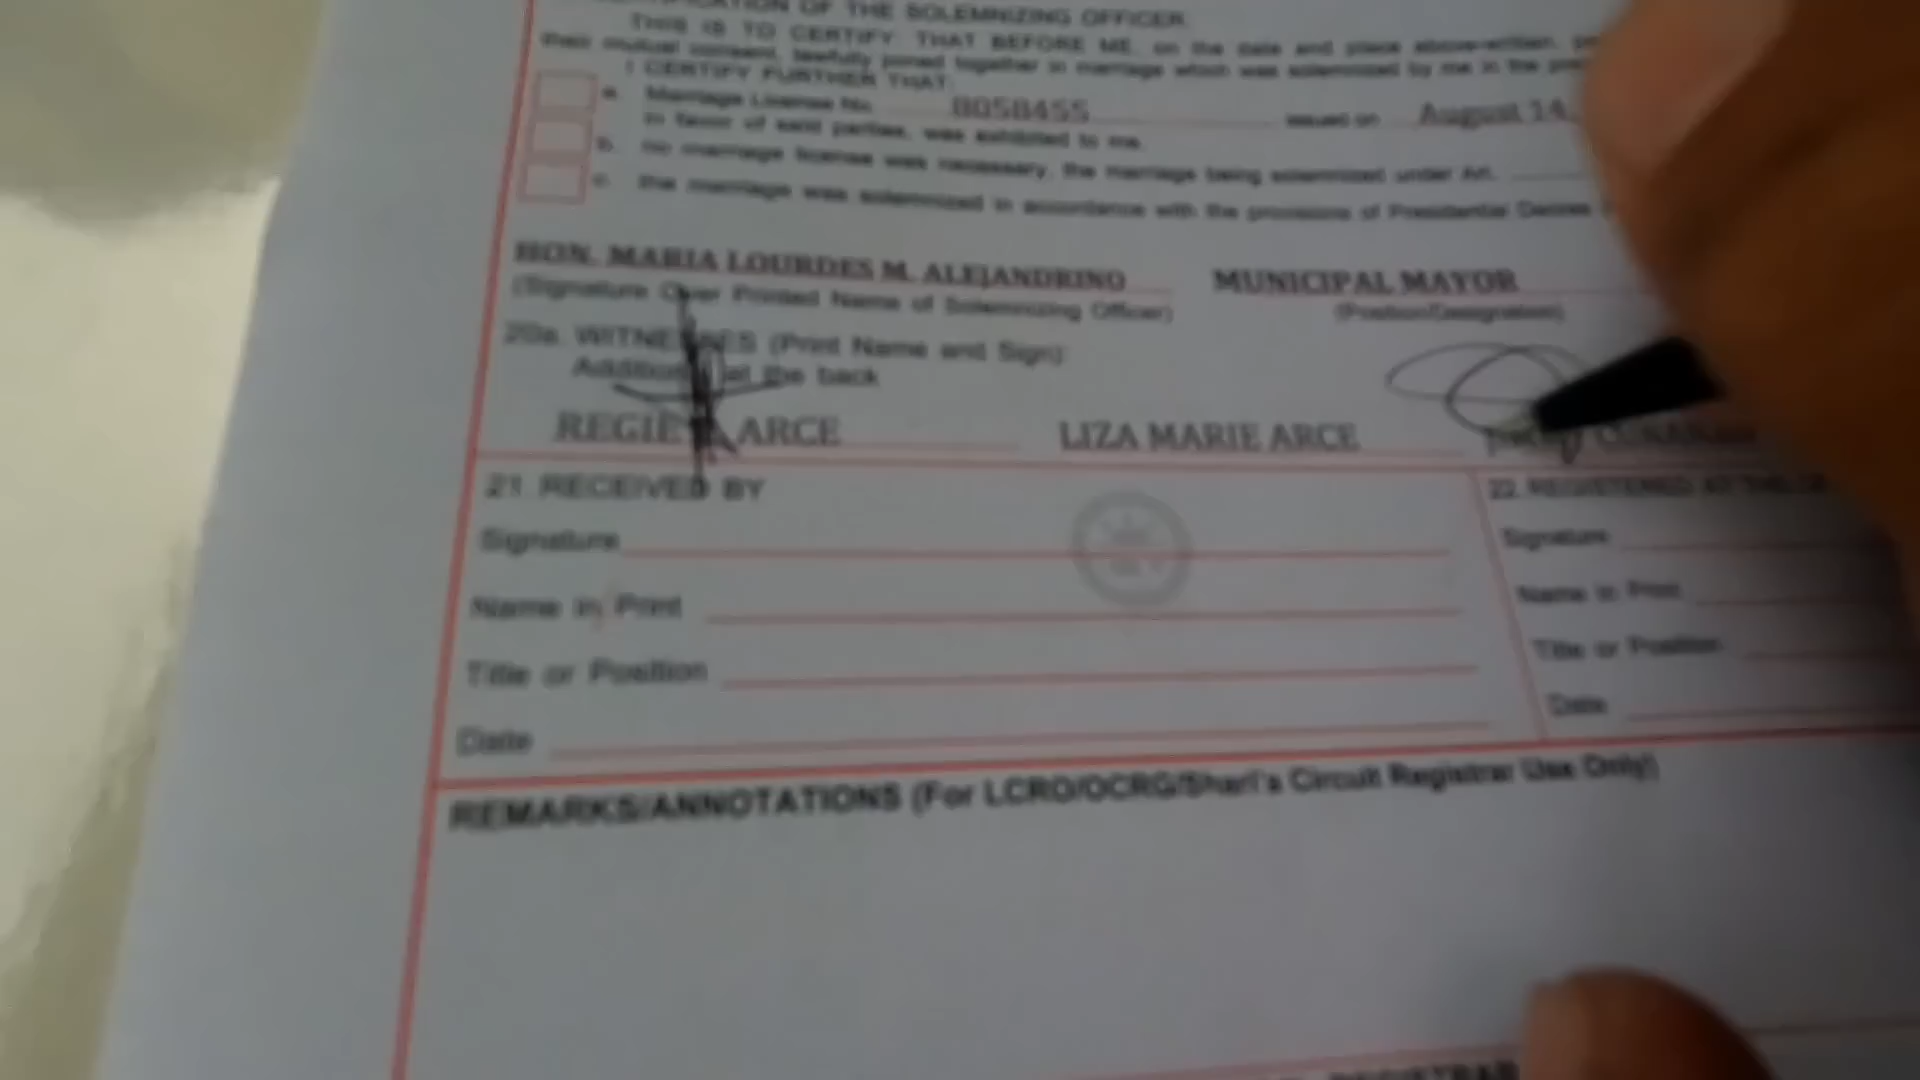 CERTIFICATION OF THE SOLEMNIZING OFFICER:
THIS IS TO CERTIFY: THAT BEFORE ME, on the date and place above-written,
their mutual consent, lawfully joined together in marriage which was solemnized by me in the
I CERTIFY FURTHER THAT:
a. Marriage License No. 8058455 issued on August 14,
in favor of said parties, was exhibited to me.
b. no marriage license was necessary, the marriage being solemnized under Art.
c. the marriage was solemnized in accordance with the provisions of Presidential Decree
HON. MARIA LOURDES M. ALEJANDRINO MUNICIPAL MAYOR
(Signature Over Printed Name of Solemnizing Officer) (Position/Designation)
20a. WITNESSES (Print Name and Sign):
Additional at the back
REGIE ARCE LIZA MARIE ARCE
21. RECEIVED BY 22. REGISTERED AT THE
Signature Signature
Name in Print Name in Print
Title or Position Title or Position
Date Date
REMARKS/ANNOTATIONS (For LCRO/OCRG/Shari'a Circuit Registrar Use Only)
REGISTRAR